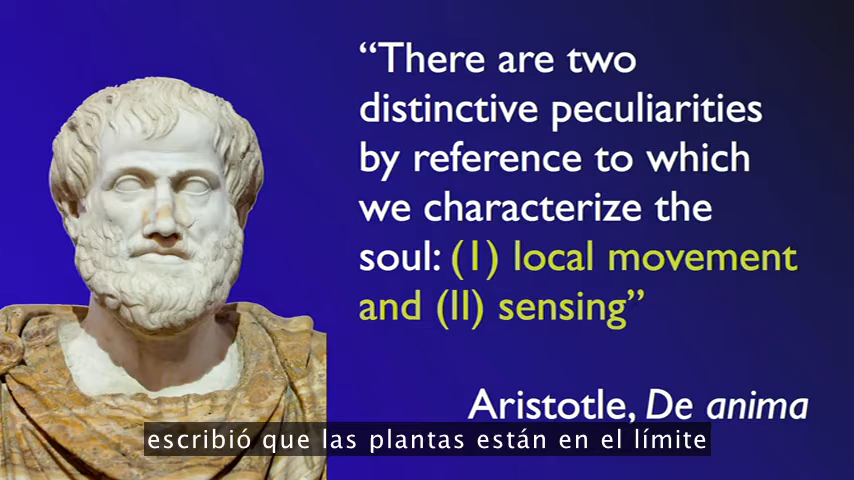 “There are two
distinctive peculiarities
by reference to which
we characterize the
soul: (I) local movement
and (II) sensing”
Aristotle, De anima
escribió que las plantas están en el límite